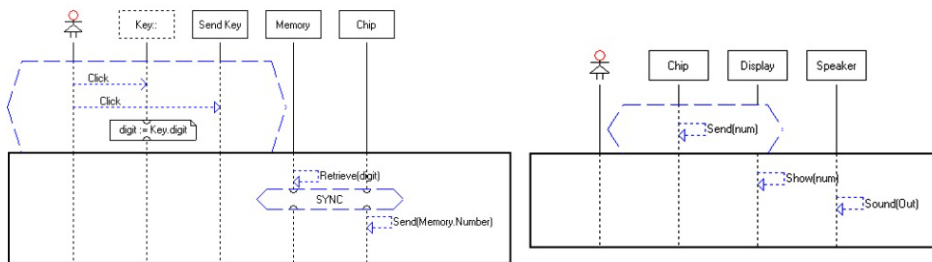 Key::
Send Key
Memory
Chip
Click
Click
digit := Key.digit
Retrieve(digit)
SYNC
Send(Memory.Number)
Chip
Display
Speaker
Send(num)
Show(num)
Sound(Out)